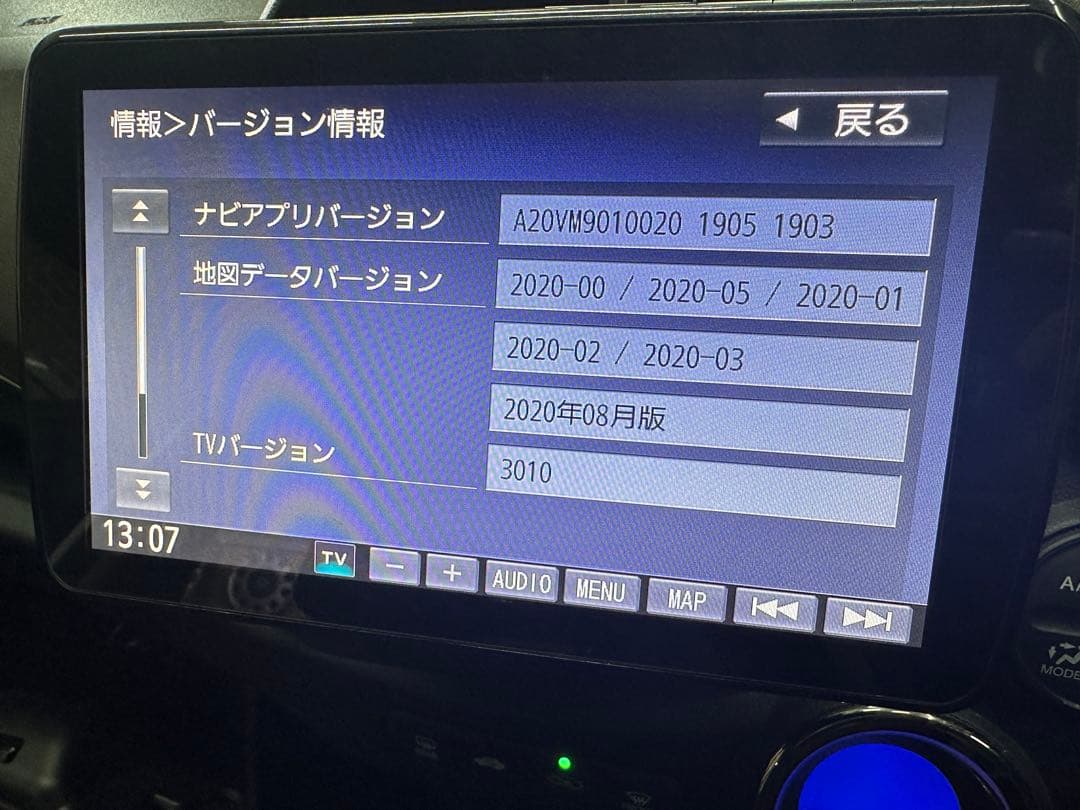 情報>バージョン情報
戻る
ナビアプリバージョン
A20VM9010020 1905 1903
地図データバージョン
2020-00 / 2020-05 / 2020-01
2020-02 / 2020-03
2020年08月版
TVバージョン
3010
13:07
TV
AUDIO
MENU
MAP
MODE